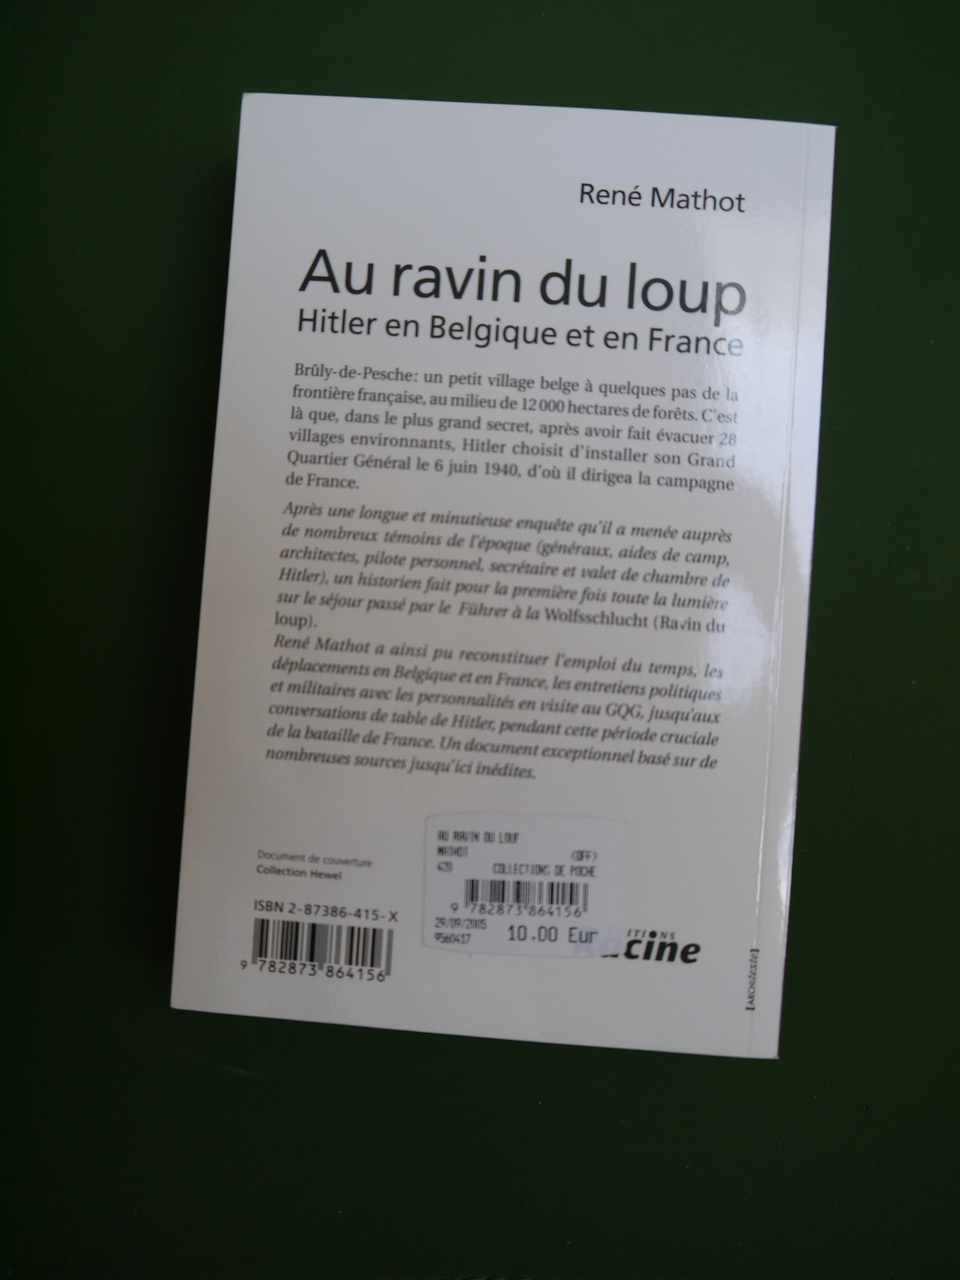 René Mathot
Au ravin du loup
Hitler en Belgique et en France
Brûly-de-Pesche: un petit village belge à quelques pas de la
frontière française, au milieu de 12 000 hectares de forêts. C'est
là que, dans le plus grand secret, après avoir fait évacuer 28
villages environnants, Hitler choisit d'installer son Grand
Quartier Général le 6 juin 1940, d'où il dirigea la campagne
de France.
Après une longue et minutieuse enquête qu'il a menée auprès
de nombreux témoins de l'époque (généraux, aides de camp,
architectes, pilote personnel, secrétaire et valet de chambre de
Hitler), un historien fait pour la première fois toute la lumière
sur le séjour passé par le Führer à la Wolfsschlucht (Ravin du
loup).
René Mathot a ainsi pu reconstituer l'emploi du temps, les
déplacements en Belgique et en France, les entretiens politiques
et militaires avec les personnalités en visite au GQG, jusqu'aux
conversations de table de Hitler, pendant cette période cruciale
de la bataille de France. Un document exceptionnel basé sur de
nombreuses sources jusqu'ici inédites.
Document de couverture
Collection Hewel
ISBN 2-87386-415-X
9 782873 864156
AU RAVIN DU LOUP
MATHOT (OFF)
420 COLLECTIONS DE POCHE
9 782873 864156
29/09/2005
9560417 10.00 Eur
ITIONS
cine
[ARCHItexte]